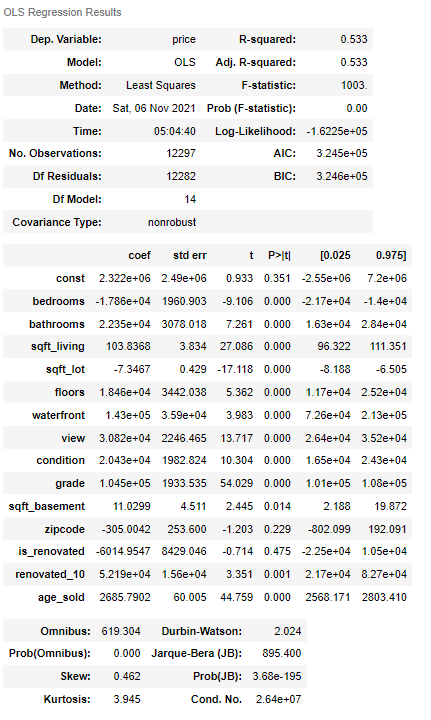 OLS Regression Results
Dep. Variable: price R-squared: 0.533
Model: OLS Adj. R-squared: 0.533
Method: Least Squares F-statistic: 1003.
Date: Sat, 06 Nov 2021 Prob (F-statistic): 0.00
Time: 05:04:40 Log-Likelihood: -1.6225e+05
No. Observations: 12297 AIC: 3.245e+05
Df Residuals: 12282 BIC: 3.246e+05
Df Model: 14
Covariance Type: nonrobust
coef std err t P>|t| [0.025 0.975]
const 2.322e+06 2.49e+06 0.933 0.351 -2.55e+06 7.2e+06
bedrooms -1.786e+04 1960.903 -9.106 0.000 -2.17e+04 -1.4e+04
bathrooms 2.235e+04 3078.018 7.261 0.000 1.63e+04 2.84e+04
sqft_living 103.8368 3.834 27.086 0.000 96.322 111.351
sqft_lot -7.3467 0.429 -17.118 0.000 -8.188 -6.505
floors 1.846e+04 3442.038 5.362 0.000 1.17e+04 2.52e+04
waterfront 1.43e+05 3.59e+04 3.983 0.000 7.26e+04 2.13e+05
view 3.082e+04 2246.465 13.717 0.000 2.64e+04 3.52e+04
condition 2.043e+04 1982.824 10.304 0.000 1.65e+04 2.43e+04
grade 1.045e+05 1933.535 54.029 0.000 1.01e+05 1.08e+05
sqft_basement 11.0299 4.511 2.445 0.014 2.188 19.872
zipcode -305.0042 253.600 -1.203 0.229 -802.099 192.091
is_renovated -6014.9547 8429.046 -0.714 0.475 -2.25e+04 1.05e+04
renovated_10 5.219e+04 1.56e+04 3.351 0.001 2.17e+04 8.27e+04
age_sold 2685.7902 60.005 44.759 0.000 2568.171 2803.410
Omnibus: 619.304 Durbin-Watson: 2.024
Prob(Omnibus): 0.000 Jarque-Bera (JB): 895.400
Skew: 0.462 Prob(JB): 3.68e-195
Kurtosis: 3.945 Cond. No. 2.64e+07